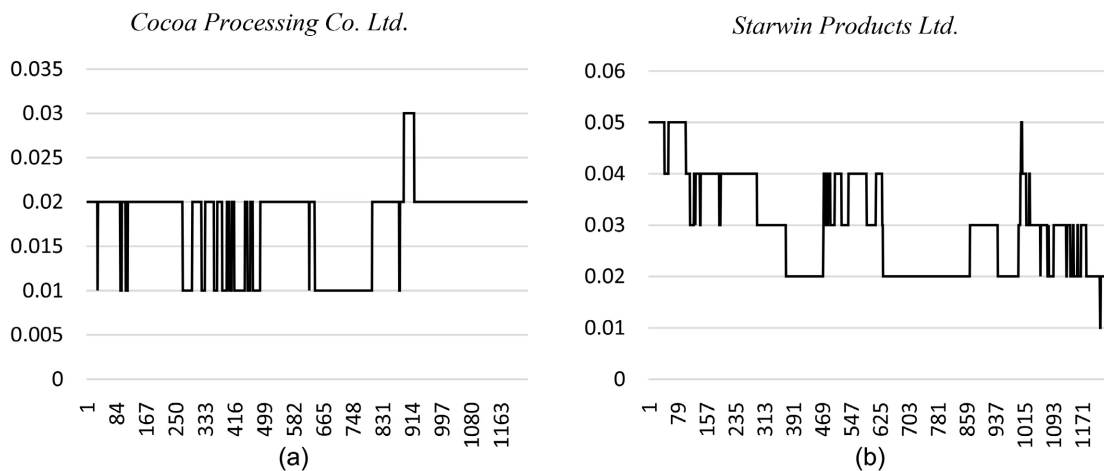 Cocoa Processing Co. Ltd.
0.035
0.03
0.025
0.02
0.015
0.01
0.005
0
1 84 167 250 333 416 499 582 665 748 831 914 997 1080 1163
(a)
Starwin Products Ltd.
0.06
0.05
0.04
0.03
0.02
0.01
0
1 79 157 235 313 391 469 547 625 703 781 859 937 1015 1093 1171
(b)